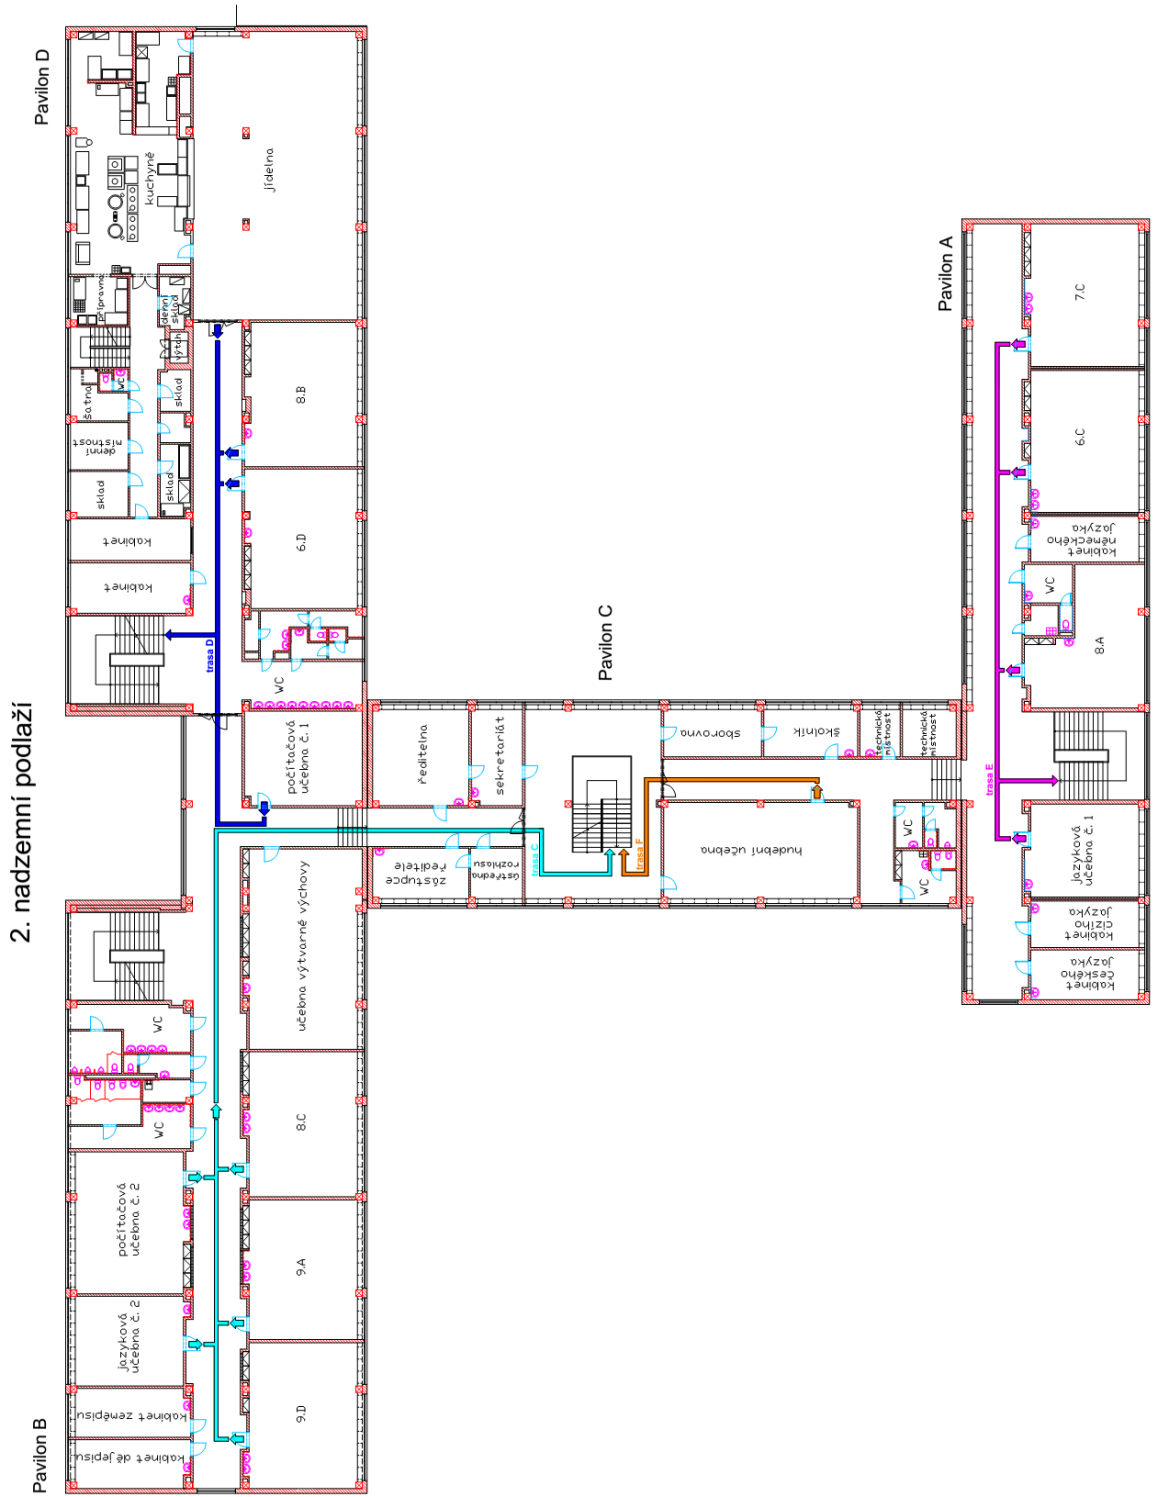 2. nadzemní podlaží
Pavilon D
kuchyně
jídelna
přípravna
denní
sklad
výtah
šatna
WC
sklad
denní
místnost
sklad
sklad
kabinet
kabinet
8.B
6.D
trasa D
WC
počítačová
učebna č. 1
Pavilon A
7.C
6.C
kabinet
německého
jazyka
WC
8.A
trasa E
jazyková
učebna č. 1
kabinet
cizího
jazyka
kabinet
českého
jazyka
Pavilon C
ředitelna
sekretariát
zástupce
ředitele
ústředna
rozhlasu
trasa C
trasa F
sborovna
školník
technická
místnost
technická
místnost
hudební učebna
WC
WC
Pavilon B
učebna výtvarné výchovy
WC
WC
8.C
počítačová
učebna č. 2
9.A
jazyková
učebna č. 2
9.D
kabinet zeměpisu
kabinet dějepisu